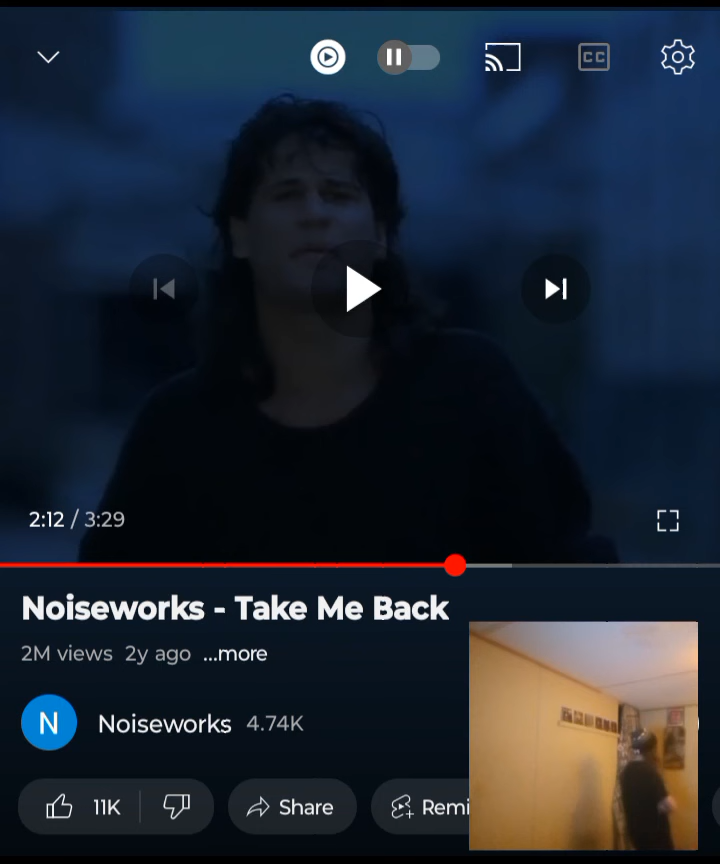 CC
2:12 / 3:29
Noiseworks - Take Me Back
2M views 2y ago ...more
N
Noiseworks 4.74K
11K
Share
Remi